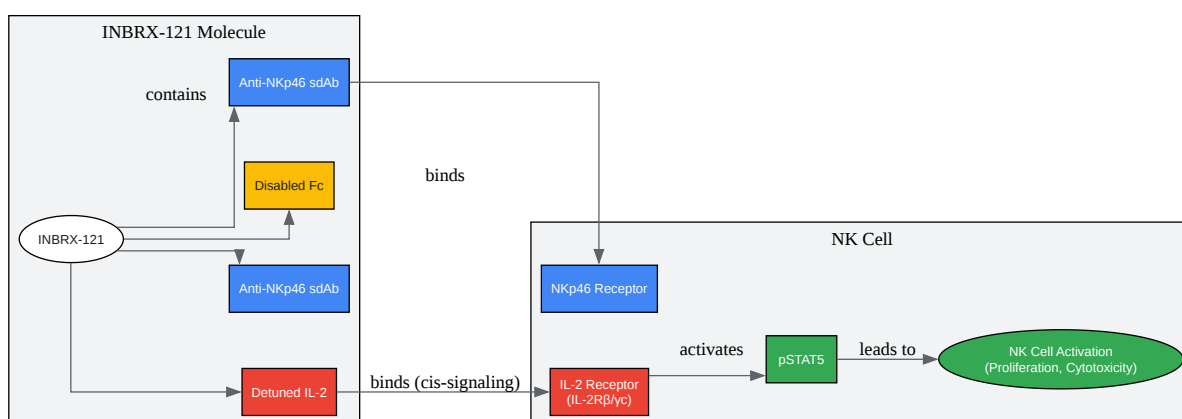 INBRX-121 Molecule
Anti-NKp46 sdAb
contains
Disabled Fc
binds
INBRX-121
NK Cell
Anti-NKp46 sdAb
NKp46 Receptor
activates
pSTAT5
leads to
NK Cell Activation
(Proliferation, Cytotoxicity)
Detuned IL-2
binds (cis-signaling)
IL-2 Receptor
(IL-2Rβ/γc)